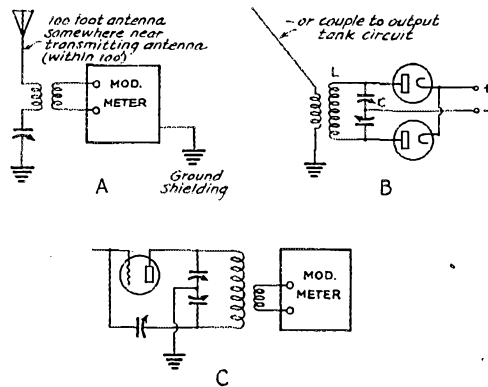 100 foot antenna
somewhere near
transmitting antenna
(within 100')
MOD.
METER
Ground
Shielding
A
- or couple to output
tank circuit
L
C
+
-
B
MOD.
METER
C